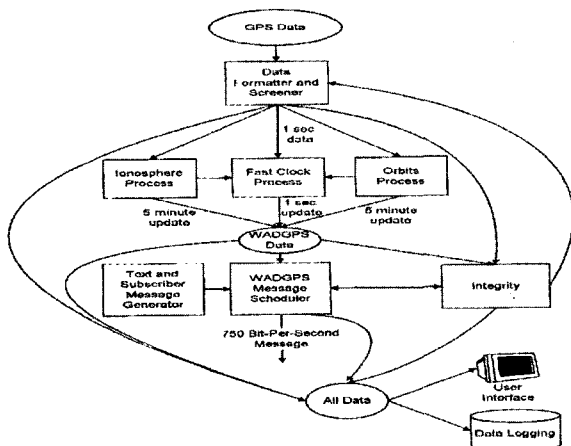 GPS Data
Data
Formatter and
Screener
1 sec
data
Ionosphere
Process
Fast Clock
Process
Orbits
Process
5 minute
update
1 sec
update
5 minute
update
WADGPS
Data
Text and
Subscriber
Message
Generator
WADGPS
Message
Scheduler
Integrity
750 Bit-Per-Second
Message
All Data
User
Interface
Data Logging